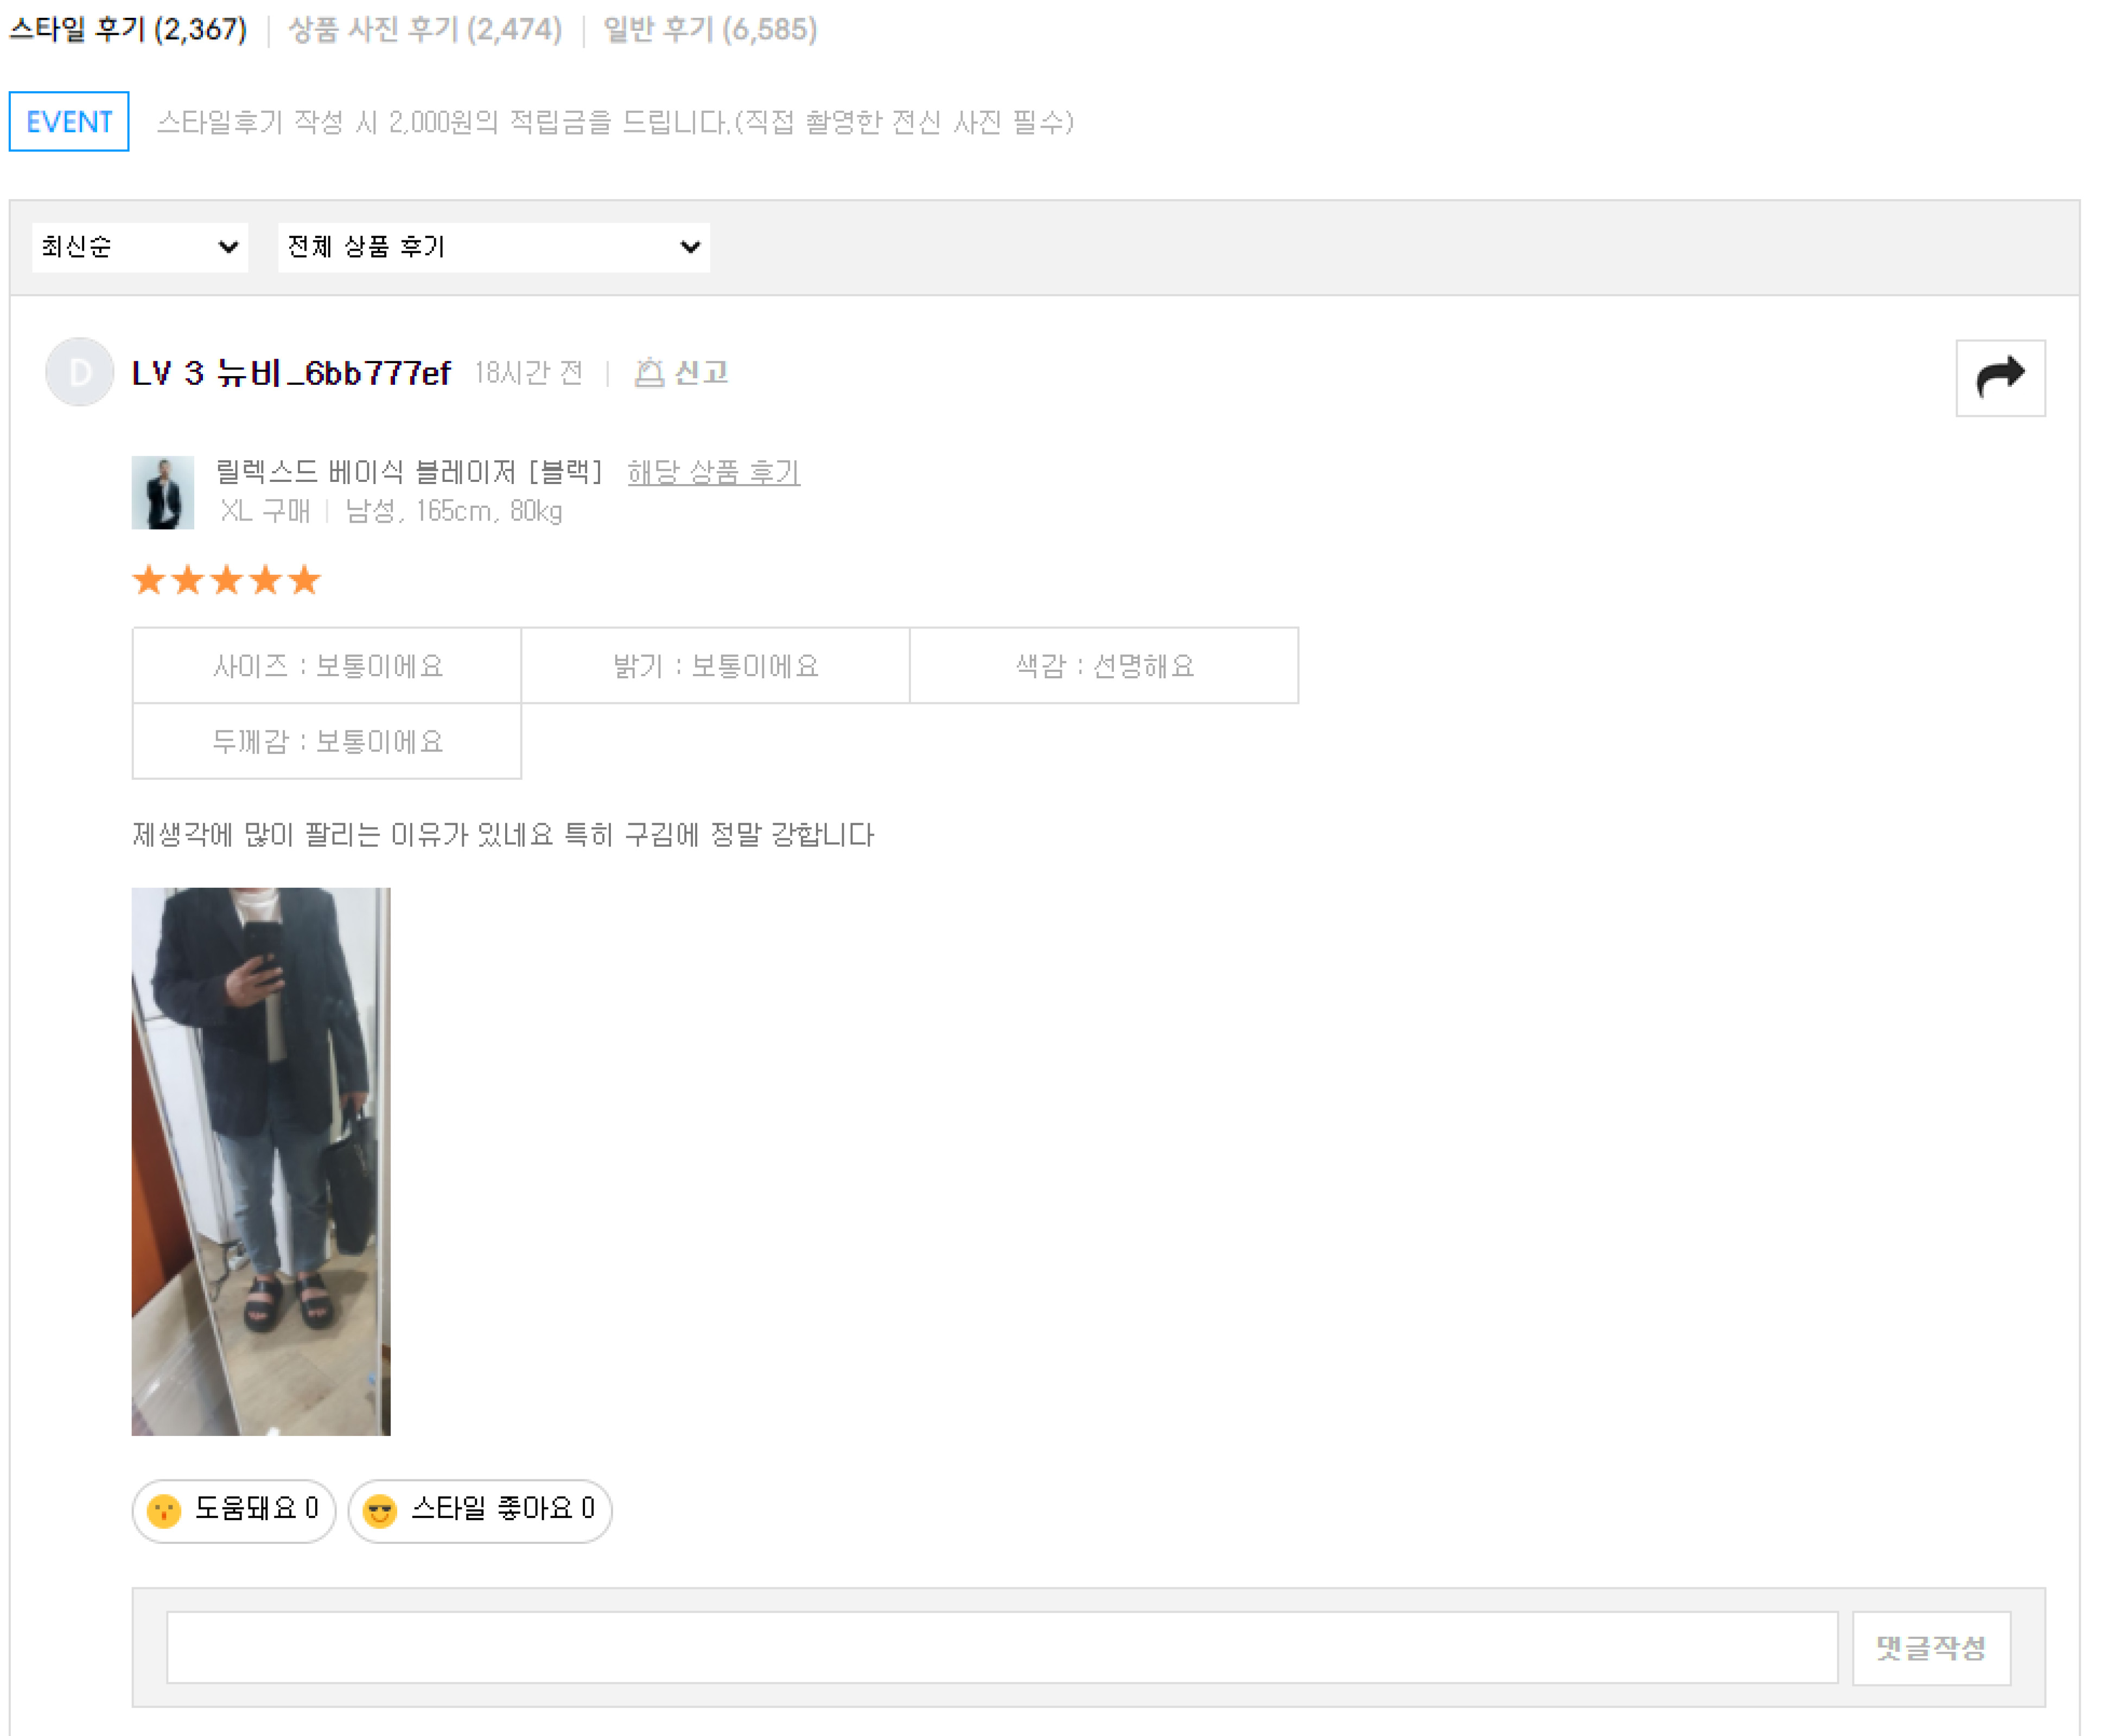 스타일 후기 (2,367) | 상품 사진 후기 (2,474) | 일반 후기 (6,585)
EVENT 스타일후기 작성 시 2,000원의 적립금을 드립니다.(직접 촬영한 전신 사진 필수)
최신순 전체 상품 후기
D LV 3 뉴비_6bb777ef 18시간 전 | 신고
릴렉스드 베이식 블레이저 [블랙] 해당 상품 후기
XL 구매 | 남성, 165cm, 80kg
사이즈 : 보통이에요 밝기 : 보통이에요 색감 : 선명해요
두께감 : 보통이에요
제생각에 많이 팔리는 이유가 있네요 특히 구김에 정말 강합니다
도움돼요 0 스타일 좋아요 0
댓글작성